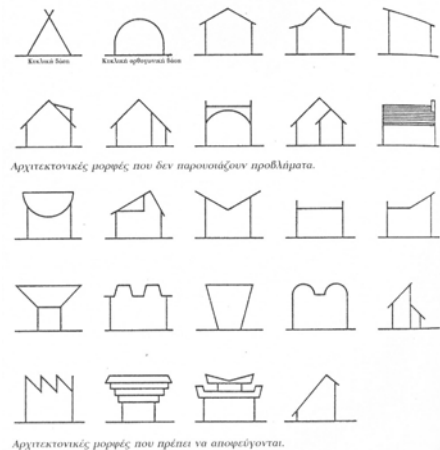 Κυκλική βάση
Κυκλική ορθογωνική βάση
Αρχιτεκτονικές μορφές που δεν παρουσιάζουν προβλήματα.
Αρχιτεκτονικές μορφές που πρέπει να αποφεύγονται.